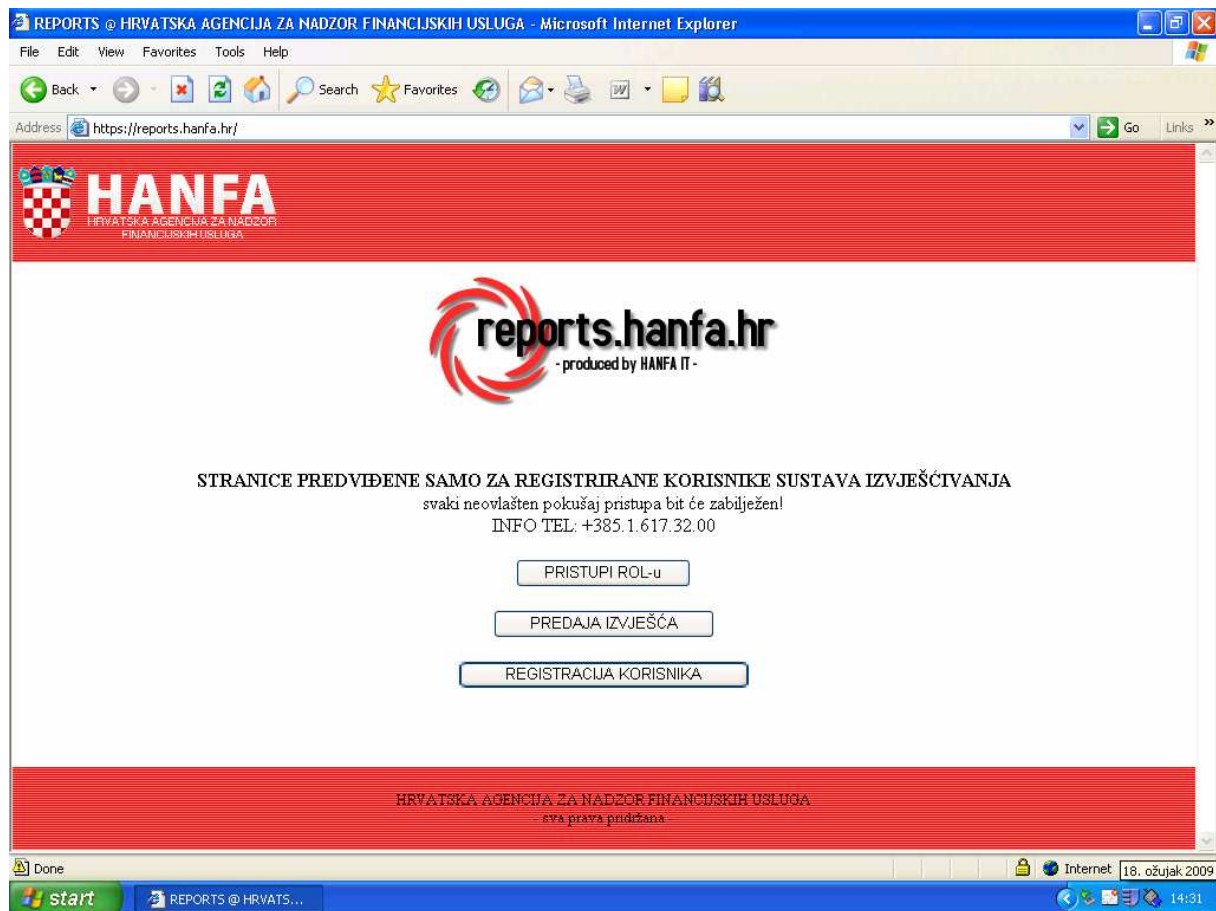 REPORTS @ HRVATSKA AGENCIJA ZA NADZOR FINANCIJSKIH USLUGA - Microsoft Internet Explorer
File Edit View Favorites Tools Help
Back Search Favorites
Address https://reports.hanfa.hr/ Go Links »
HANFA
HRVATSKA AGENCIJA ZA NADZOR
FINANCIJSKIH USLUGA
reports.hanfa.hr
- produced by HANFA IT -
STRANICE PREDVIĐENE SAMO ZA REGISTRIRANE KORISNIKE SUSTAVA IZVJEŠĆIVANJA
svaki neovlašten pokušaj pristupa bit će zabilježen!
INFO TEL: +385.1.617.32.00
PRISTUPI ROL-u
PREDAJA IZVJEŠĆA
REGISTRACIJA KORISNIKA
HRVATSKA AGENCIJA ZA NADZOR FINANCIJSKIH USLUGA
- sva prava pridržana -
Done Internet 18. ožujak 2009
start REPORTS @ HRVATS... 14:31